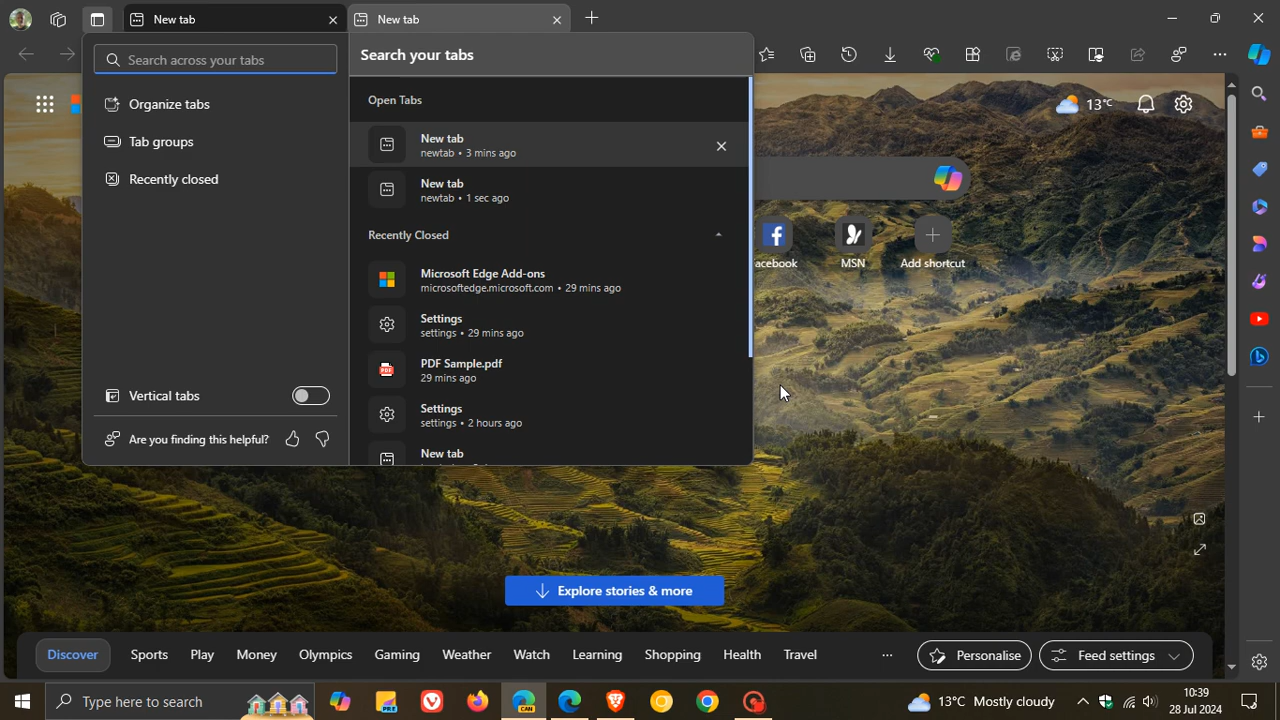 New tab
New tab
Search across your tabs
Organize tabs
Tab groups
Recently closed
Vertical tabs
Are you finding this helpful?
Search your tabs
Open Tabs
New tab
newtab • 3 mins ago
New tab
newtab • 1 sec ago
Recently Closed
Microsoft Edge Add-ons
microsoftedge.microsoft.com • 29 mins ago
Settings
settings • 29 mins ago
PDF Sample.pdf
29 mins ago
Settings
settings • 2 hours ago
New tab
13°C
acebook
MSN
Add shortcut
Explore stories & more
Discover
Sports
Play
Money
Olympics
Gaming
Weather
Watch
Learning
Shopping
Health
Travel
Personalise
Feed settings
Type here to search
PRE
CAN
13°C Mostly cloudy
10:39
28 Jul 2024